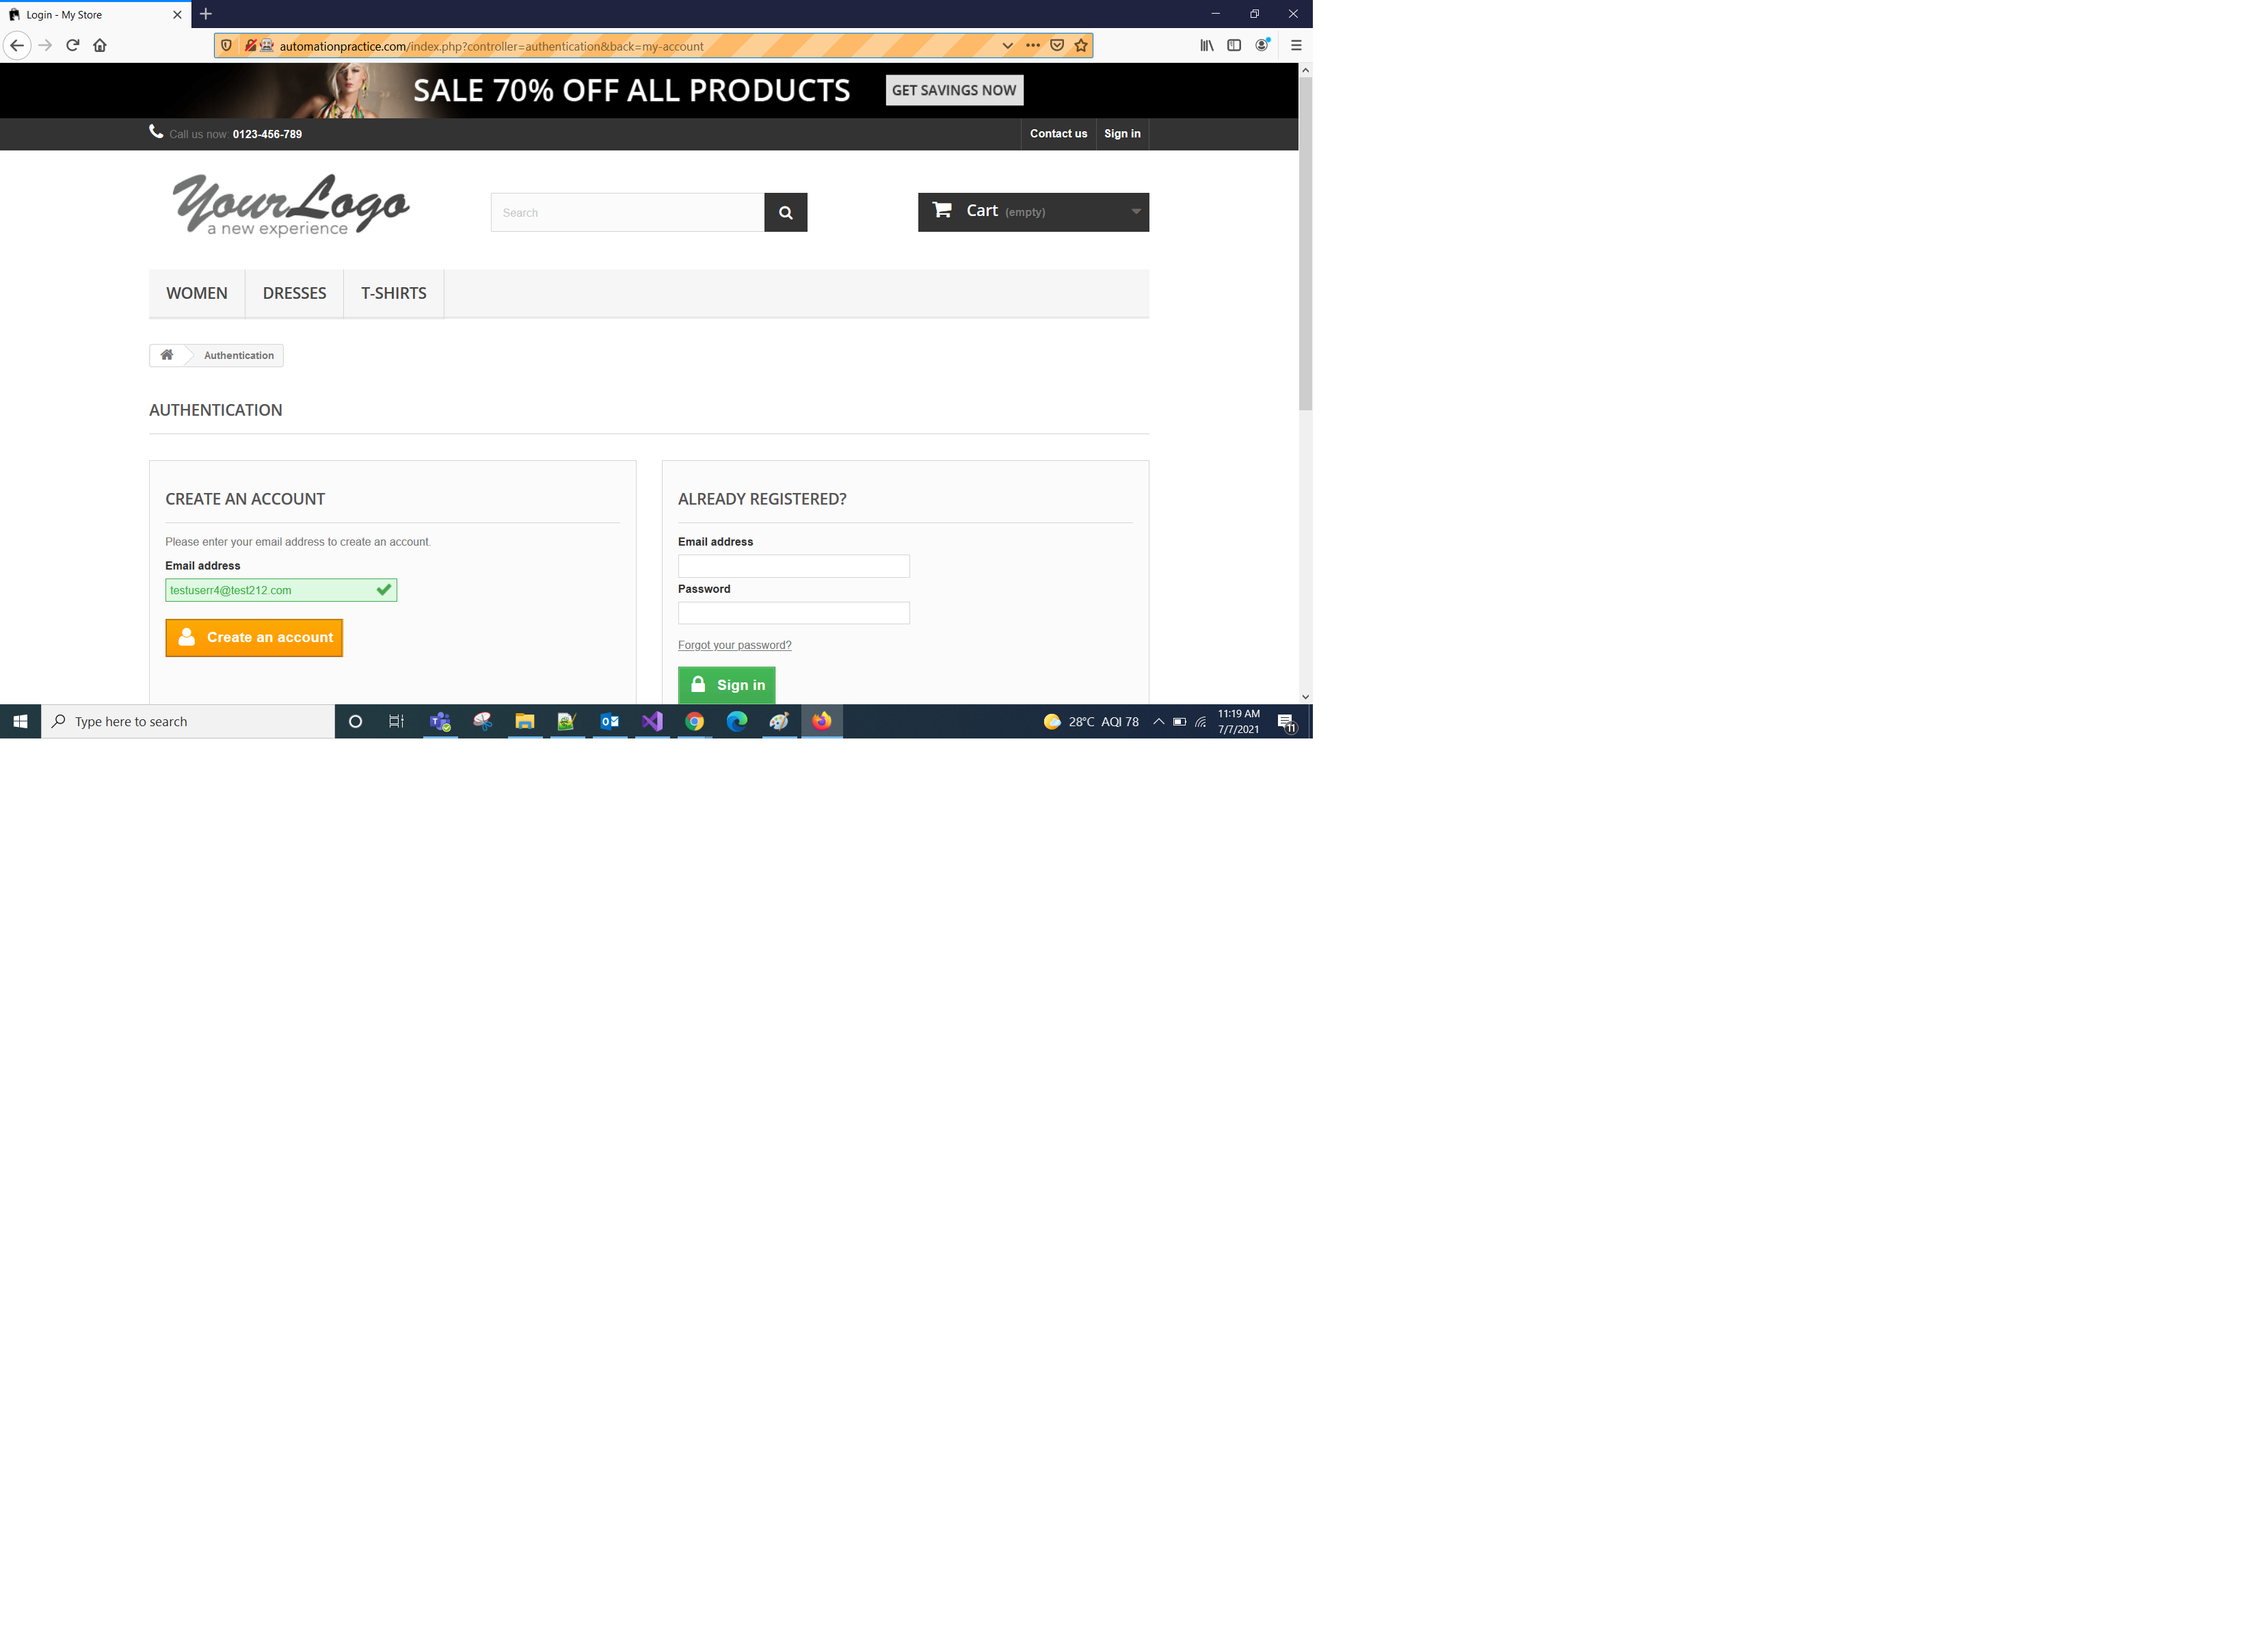 Login - My Store
automationpractice.com/index.php?controller=authentication&back=my-account
SALE 70% OFF ALL PRODUCTS GET SAVINGS NOW
Call us now: 0123-456-789 Contact us Sign in
YourLogo
a new experience
Search
Cart (empty)
WOMEN DRESSES T-SHIRTS
Authentication
AUTHENTICATION
CREATE AN ACCOUNT
Please enter your email address to create an account.
Email address
testuserr4@test212.com
Create an account
ALREADY REGISTERED?
Email address
Password
Forgot your password?
Sign in
Type here to search
28°C AQI 78
11:19 AM
7/7/2021
11